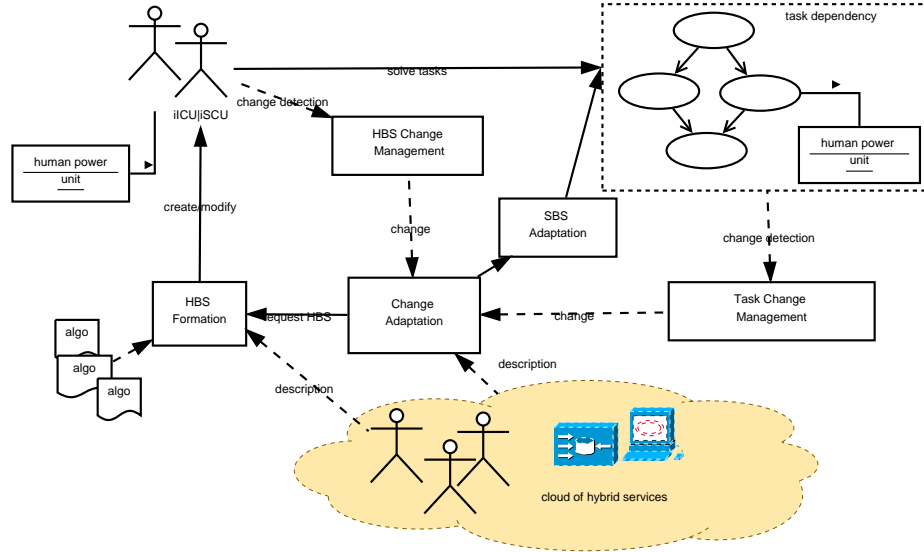 task dependency
solve tasks
change detection
iICU|iSCU
HBS Change
Management
human power
unit
human power
unit
create/modify
SBS
Adaptation
change
change detection
HBS
Formation
request HBS
Change
Adaptation
change
Task Change
Management
algo
algo
algo
description
description
cloud of hybrid services